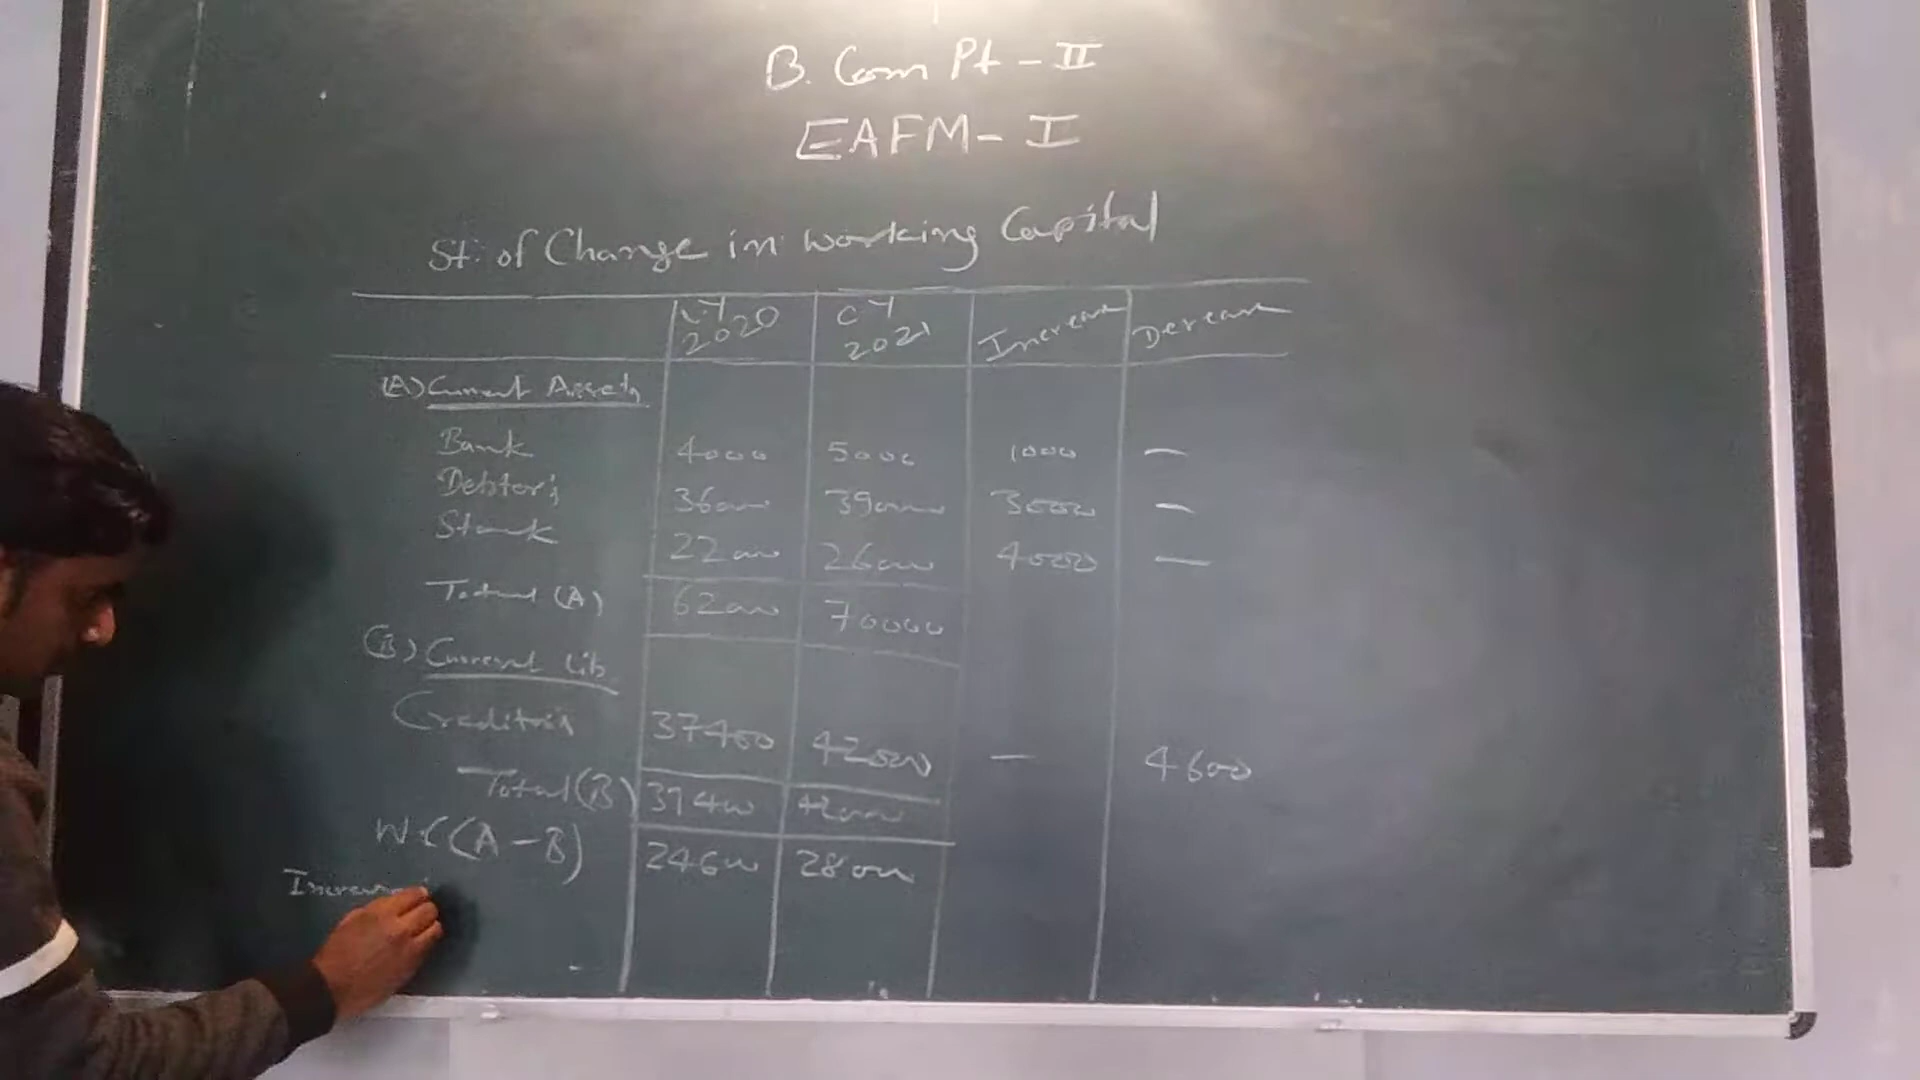 B. Com Pt - II
EAFM - I
St. of Change in Working Capital
2020 CY 2021 Increase Decrease
(A) Current Assets
Bank 4000 5000 1000 —
Debtors 36000 39000 3000 —
Stock 22000 26000 4000 —
Total (A) 62000 70000
(B) Current Lib
Creditors 37400 42000 — 4600
Total (B) 37400 42000
WC (A-B) 24600 28000
Increase